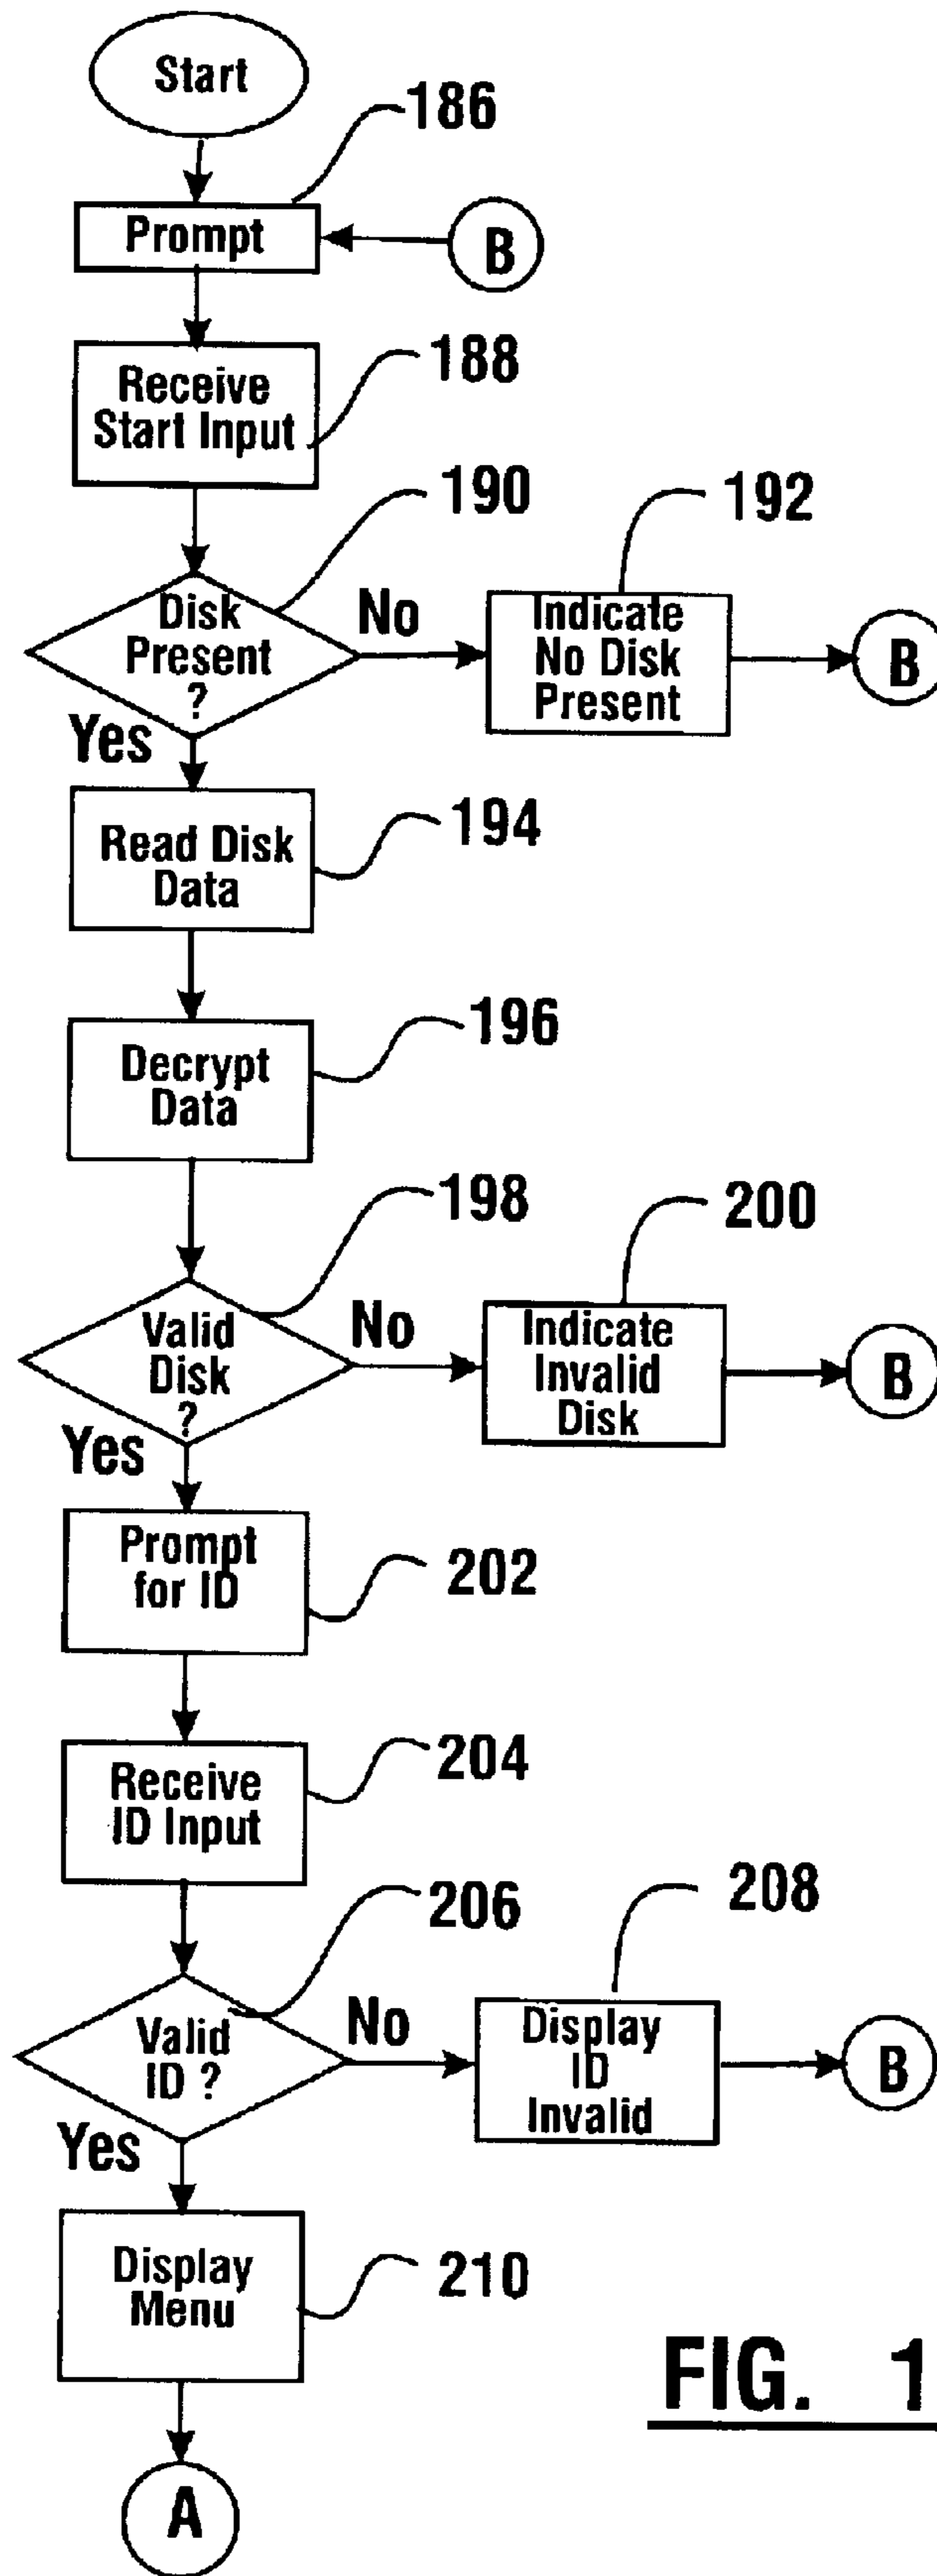 Start
186
Prompt
B
188
Receive
Start Input
190
192
Disk
Present
?
No
Indicate
No Disk
Present
B
Yes
194
Read Disk
Data
196
Decrypt
Data
198
200
Valid
Disk
?
No
Indicate
Invalid
Disk
B
Yes
Prompt
for ID
202
204
Receive
ID Input
206
208
Valid
ID ?
No
Display
ID
Invalid
B
Yes
Display
Menu
210
FIG. 1
A